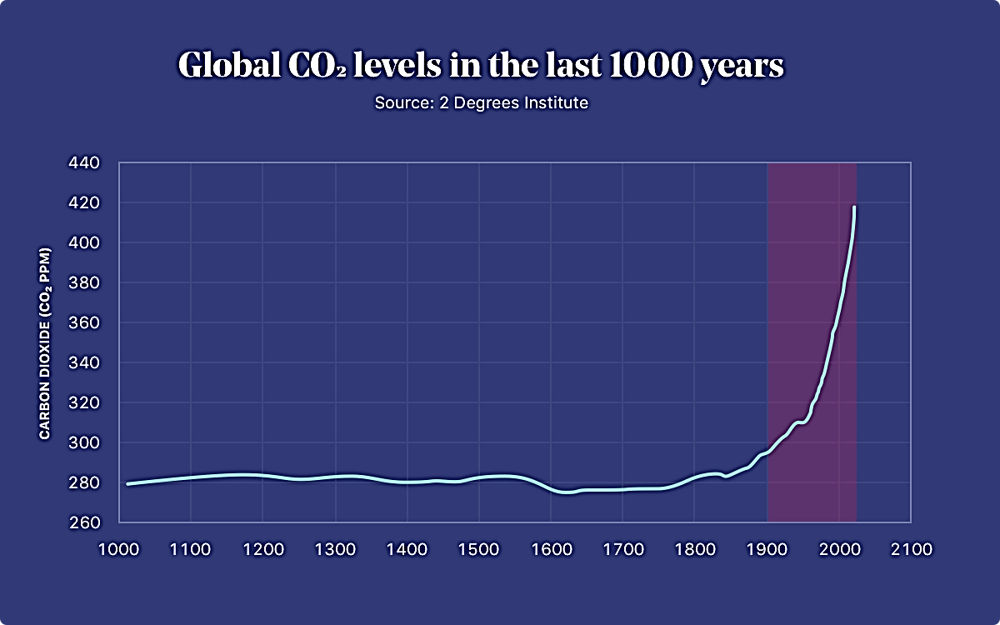 Global CO₂ levels in the last 1000 years
Source: 2 Degrees Institute
CARBON DIOXIDE (CO₂ PPM)
440
420
400
380
360
340
320
300
280
260
1000 1100 1200 1300 1400 1500 1600 1700 1800 1900 2000 2100